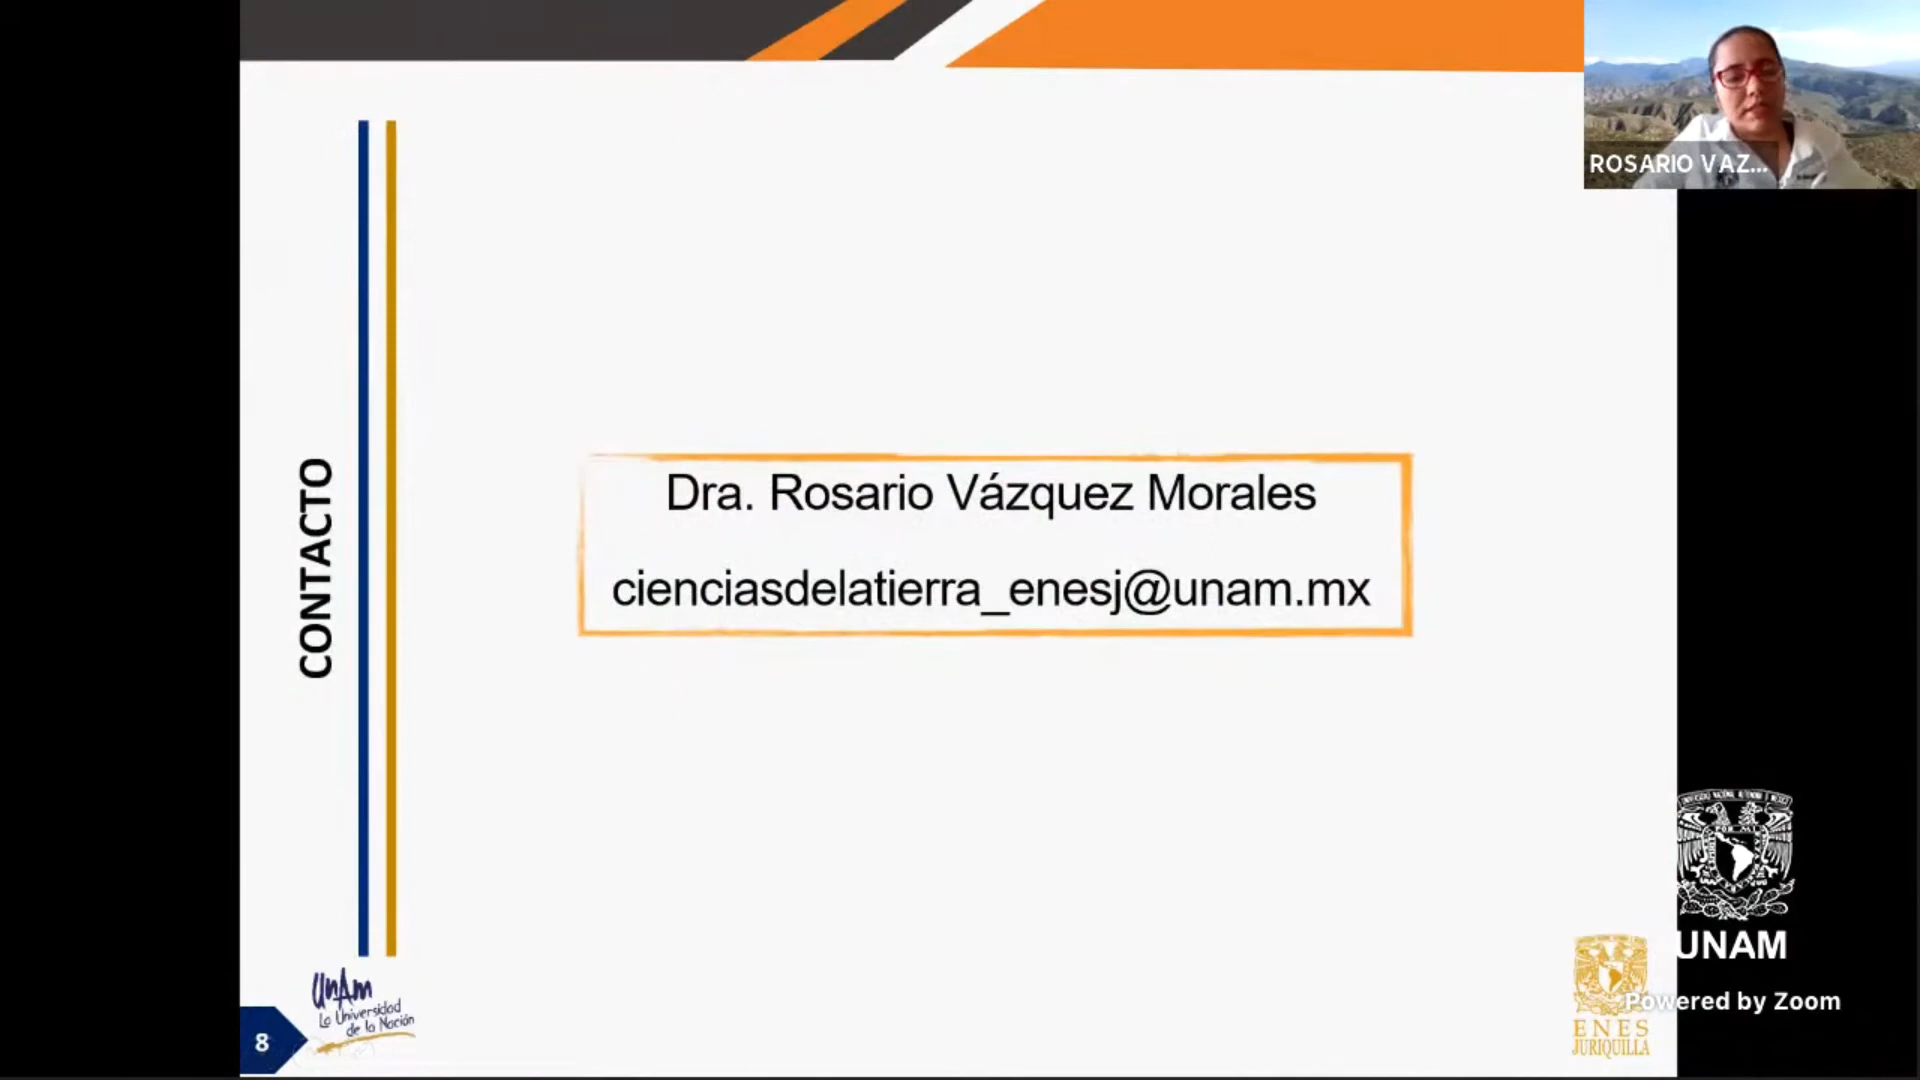 ROSARIO VAZ...
CONTACTO
Dra. Rosario Vázquez Morales
cienciasdelatierra_enesj@unam.mx
UNAM
La Universidad
de la Nación
8
UNAM
Powered by Zoom
ENES
JURIQUILLA